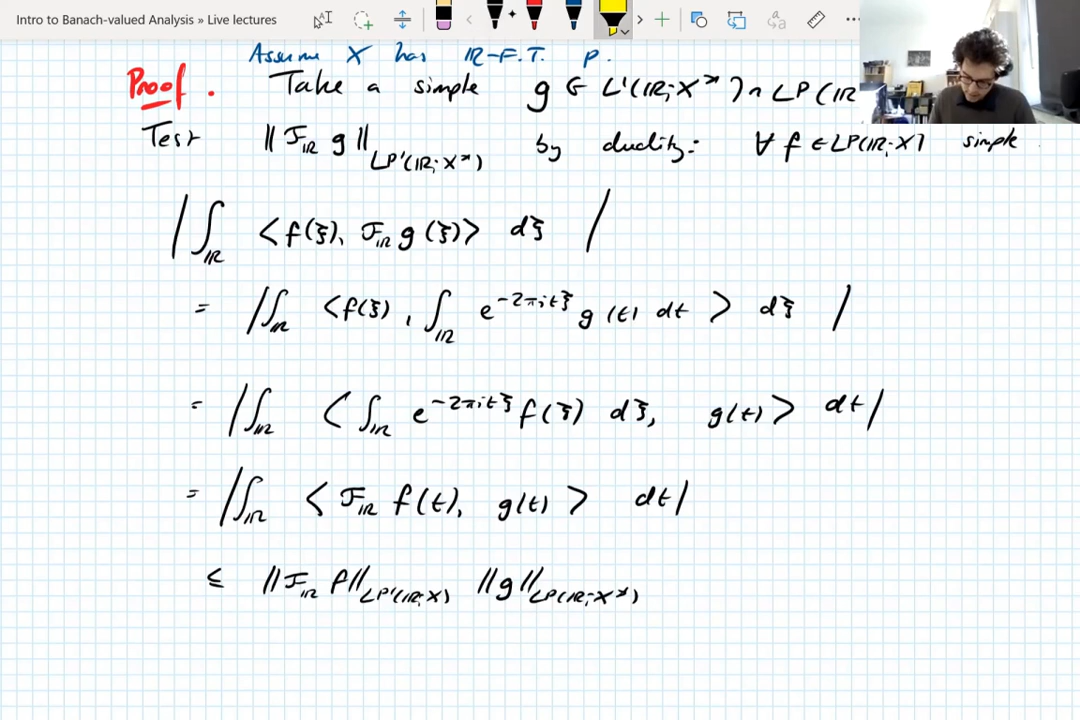 Intro to Banach-valued Analysis » Live lectures
Assume X has ℝ-F.T. p.
Proof. Take a simple g ∈ L¹(ℝ; X*) ∩ Lᵖ(ℝ
Test ‖ℱ_ℝ g‖_{Lᵖ'(ℝ; X*)} by duality: ∀ f ∈ Lᵖ(ℝ; X) simple
|∫_ℝ <f(ξ), ℱ_ℝ g(ξ)> dξ|
= |∫_ℝ <f(ξ), ∫_ℝ e^{-2πitξ} g(t) dt> dξ|
= |∫_ℝ <∫_ℝ e^{-2πitξ} f(ξ) dξ, g(t)> dt|
= |∫_ℝ <ℱ_ℝ f(t), g(t)> dt|
≤ ‖ℱ_ℝ f‖_{Lᵖ'(ℝ; X)} ‖g‖_{Lᵖ(ℝ; X*)}